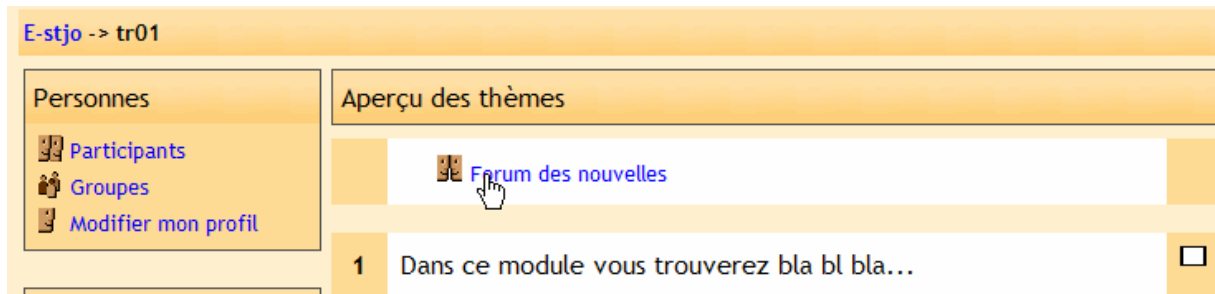 E-stjo -> tr01
Personnes
Participants
Groupes
Modifier mon profil
Aperçu des thèmes
Forum des nouvelles
1 Dans ce module vous trouverez bla bl bla...